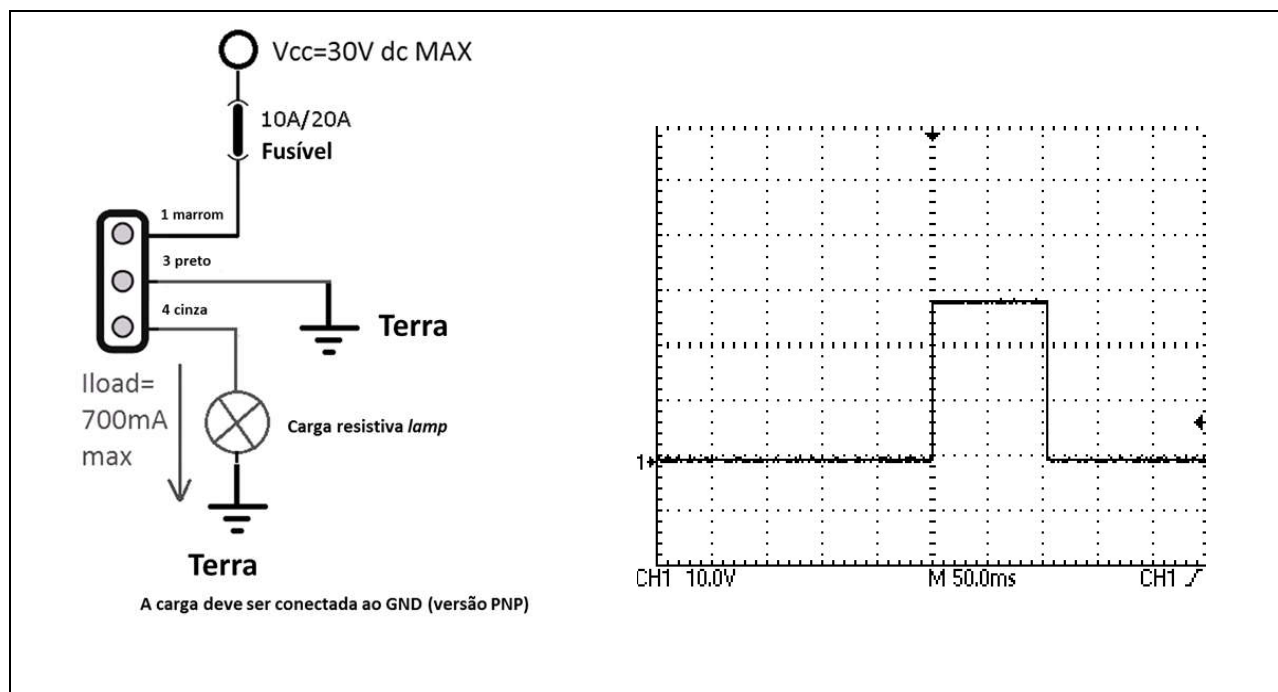 Vcc=30V dc MAX
10A/20A
Fusível
1 marrom
3 preto
4 cinza
Terra
Iload=
700mA
max
Carga resistiva lamp
Terra
A carga deve ser conectada ao GND (versão PNP)
1
CH1 10.0V
M 50.0ms
CH1